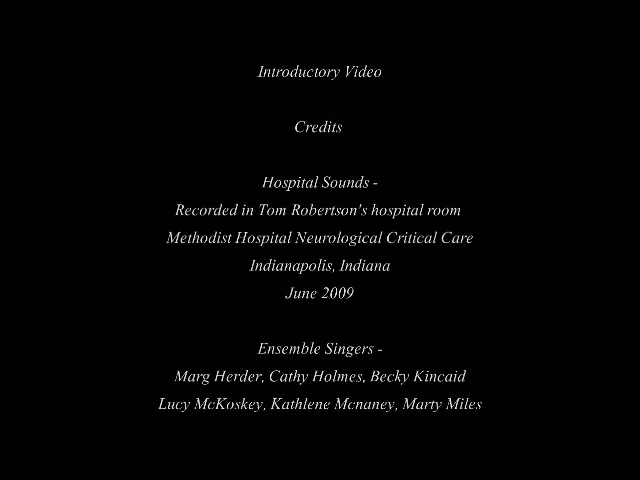 Introductory Video
Credits
Hospital Sounds -
Recorded in Tom Robertson's hospital room
Methodist Hospital Neurological Critical Care
Indianapolis, Indiana
June 2009
Ensemble Singers -
Marg Herder, Cathy Holmes, Becky Kincaid
Lucy McKoskey, Kathlene Mcnaney, Marty Miles